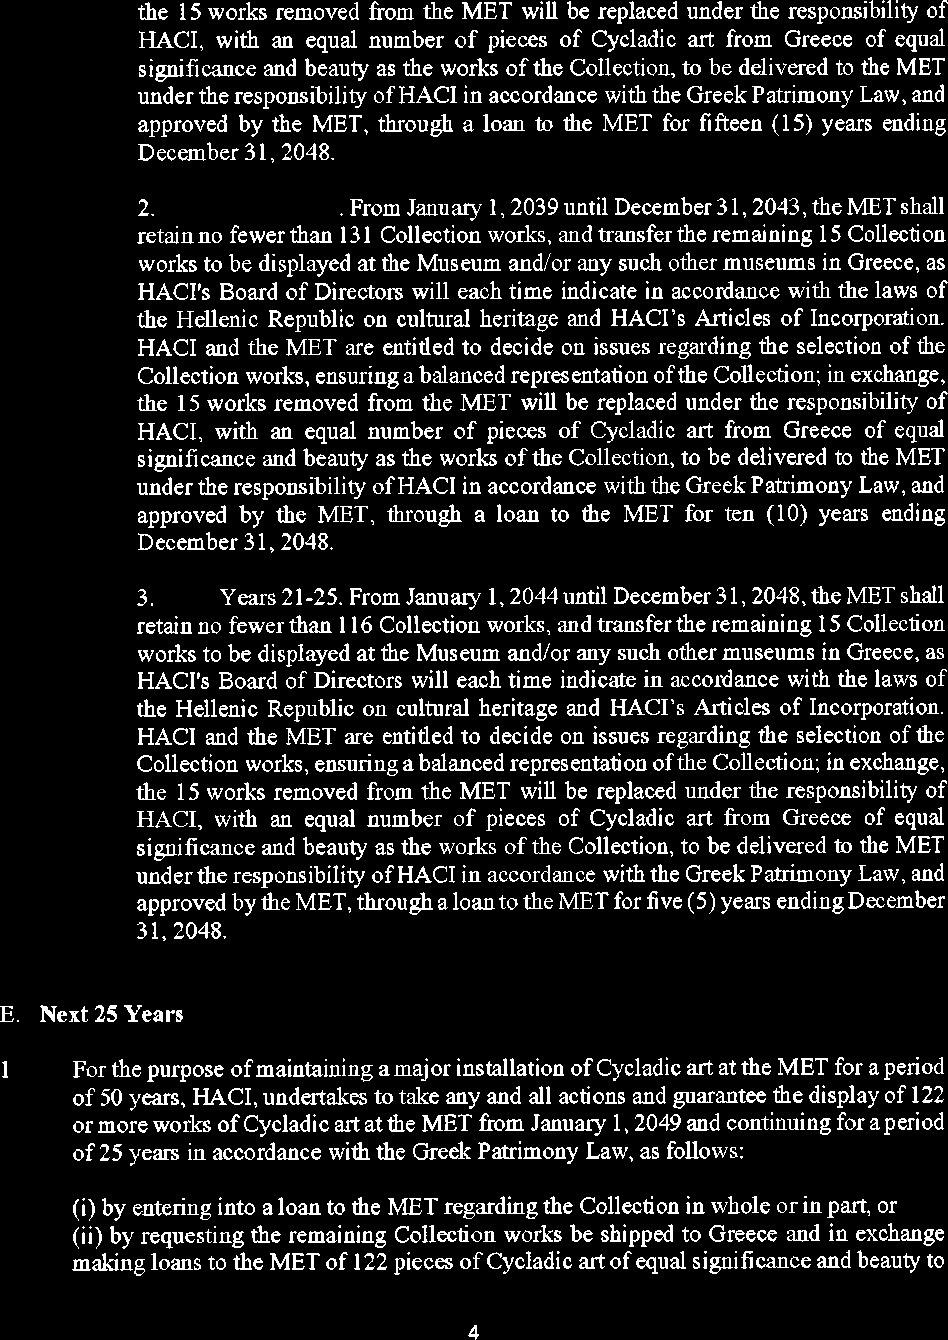 the 15 works removed from the MET will be replaced under the responsibility of
HACI, with an equal number of pieces of Cycladic art from Greece of equal
significance and beauty as the works of the Collection, to be delivered to the MET
under the responsibility of HACI in accordance with the Greek Patrimony Law, and
approved by the MET, through a loan to the MET for fifteen (15) years ending
December 31, 2048.
2. . From January 1, 2039 until December 31, 2043, the MET shall
retain no fewer than 131 Collection works, and transfer the remaining 15 Collection
works to be displayed at the Museum and/or any such other museums in Greece, as
HACI's Board of Directors will each time indicate in accordance with the laws of
the Hellenic Republic on cultural heritage and HACI's Articles of Incorporation.
HACI and the MET are entitled to decide on issues regarding the selection of the
Collection works, ensuring a balanced representation of the Collection; in exchange,
the 15 works removed from the MET will be replaced under the responsibility of
HACI, with an equal number of pieces of Cycladic art from Greece of equal
significance and beauty as the works of the Collection, to be delivered to the MET
under the responsibility of HACI in accordance with the Greek Patrimony Law, and
approved by the MET, through a loan to the MET for ten (10) years ending
December 31, 2048.
3. Years 21-25. From January 1, 2044 until December 31, 2048, the MET shall
retain no fewer than 116 Collection works, and transfer the remaining 15 Collection
works to be displayed at the Museum and/or any such other museums in Greece, as
HACI's Board of Directors will each time indicate in accordance with the laws of
the Hellenic Republic on cultural heritage and HACI's Articles of Incorporation.
HACI and the MET are entitled to decide on issues regarding the selection of the
Collection works, ensuring a balanced representation of the Collection; in exchange,
the 15 works removed from the MET will be replaced under the responsibility of
HACI, with an equal number of pieces of Cycladic art from Greece of equal
significance and beauty as the works of the Collection, to be delivered to the MET
under the responsibility of HACI in accordance with the Greek Patrimony Law, and
approved by the MET, through a loan to the MET for five (5) years ending December
31, 2048.
E. Next 25 Years
1 For the purpose of maintaining a major installation of Cycladic art at the MET for a period
of 50 years, HACI, undertakes to take any and all actions and guarantee the display of 122
or more works of Cycladic art at the MET from January 1, 2049 and continuing for a period
of 25 years in accordance with the Greek Patrimony Law, as follows:
(i) by entering into a loan to the MET regarding the Collection in whole or in part, or
(ii) by requesting the remaining Collection works be shipped to Greece and in exchange
making loans to the MET of 122 pieces of Cycladic art of equal significance and beauty to
4